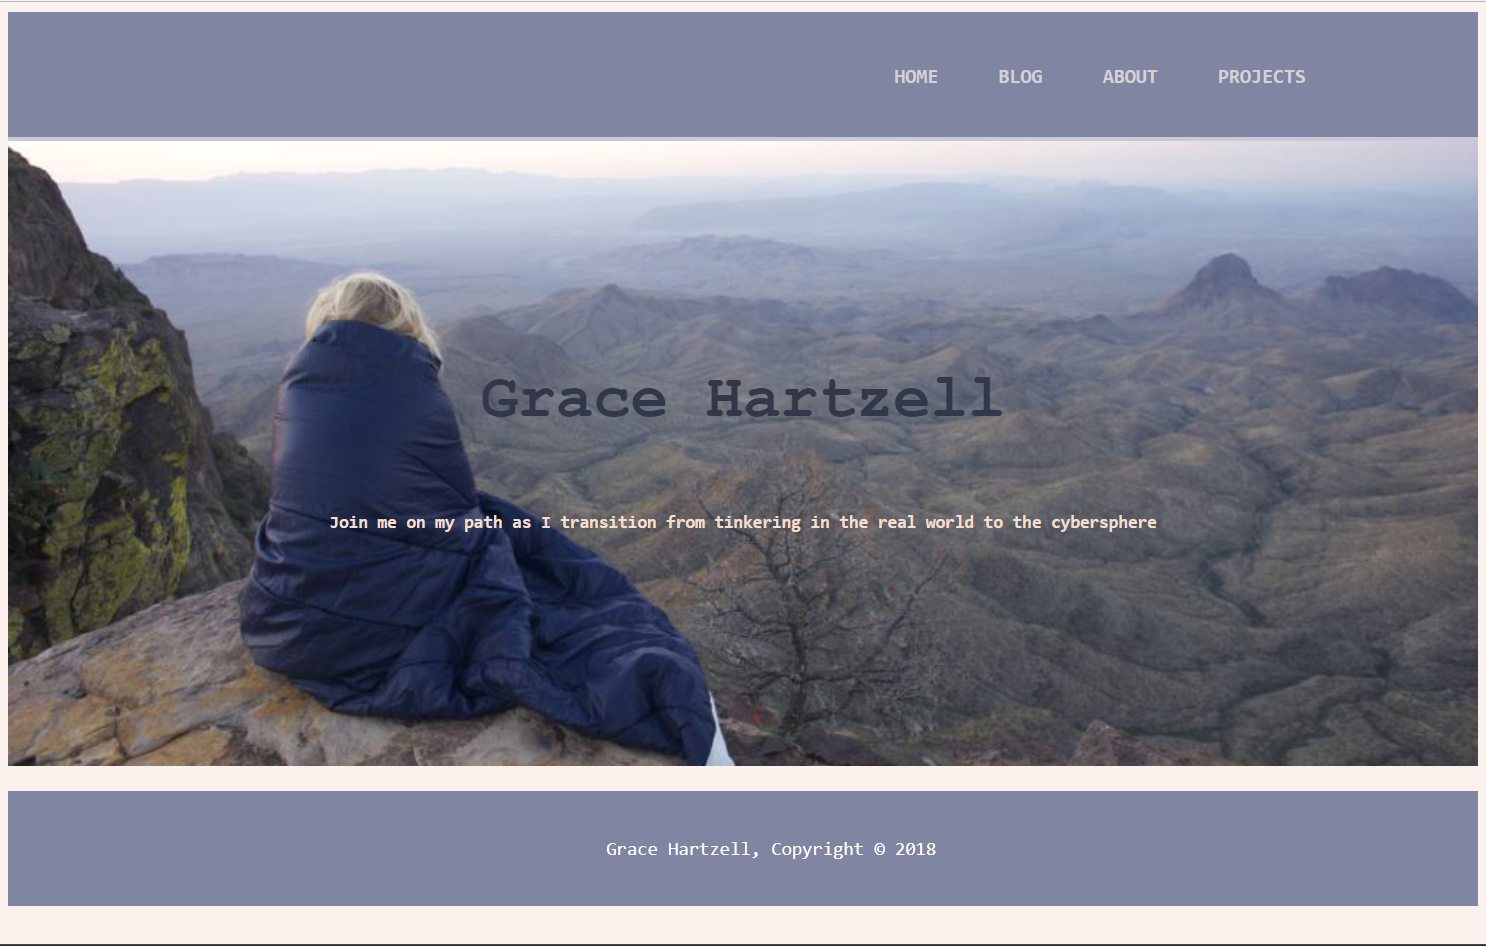 HOME BLOG ABOUT PROJECTS
Grace Hartzell
Join me on my path as I transition from tinkering in the real world to the cybersphere
Grace Hartzell, Copyright © 2018